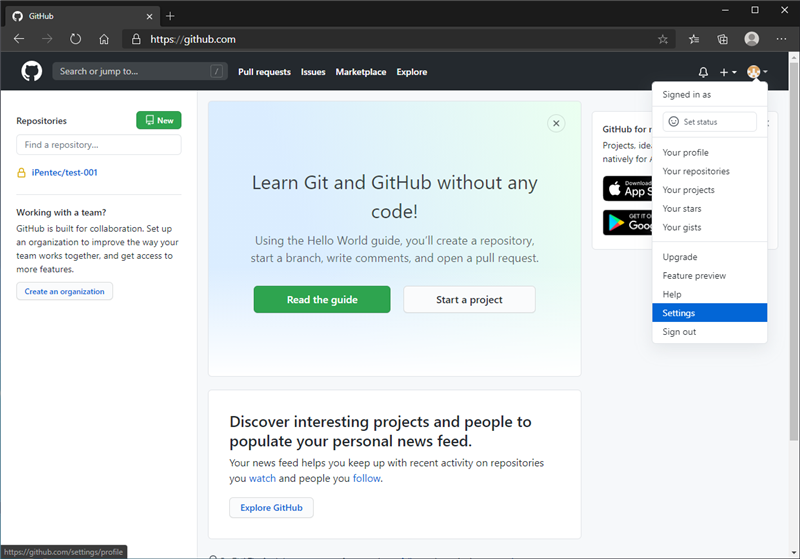 GitHub
https://github.com
Search or jump to...
/
Pull requests
Issues
Marketplace
Explore
Signed in as
Set status
Your profile
Your repositories
Your projects
Your stars
Your gists
Upgrade
Feature preview
Help
Settings
Sign out
Repositories
New
Find a repository...
iPentec/test-001
Working with a team?
GitHub is built for collaboration. Set up
an organization to improve the way your
team works together, and get access to
more features.
Create an organization
Learn Git and GitHub without any
code!
Using the Hello World guide, you'll create a repository,
start a branch, write comments, and open a pull request.
Read the guide
Start a project
GitHub for
Projects,
natively for
App
GET IT
Discover interesting projects and people to
populate your personal news feed.
Your news feed helps you keep up with recent activity on repositories
you watch and people you follow.
Explore GitHub
https://github.com/settings/profile